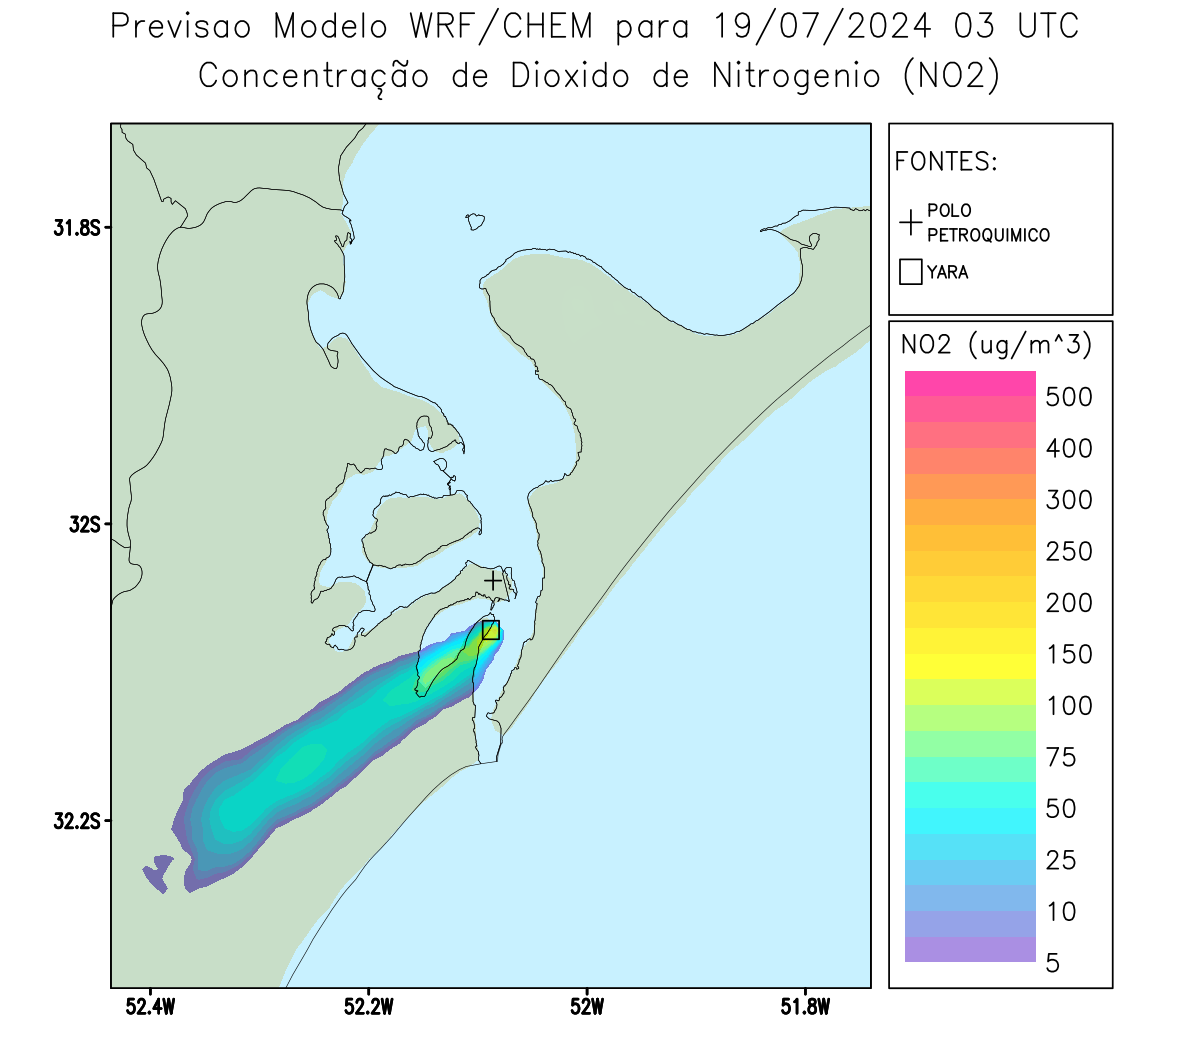 Previsao Modelo WRF/CHEM para 19/07/2024 03 UTC
Concentração de Dioxido de Nitrogenio (NO2)
FONTES:
POLO
PETROQUIMICO
YARA
31.8S
32S
32.2S
52.4W
52.2W
52W
51.8W
NO2 (ug/m^3)
500
400
300
250
200
150
100
75
50
25
10
5